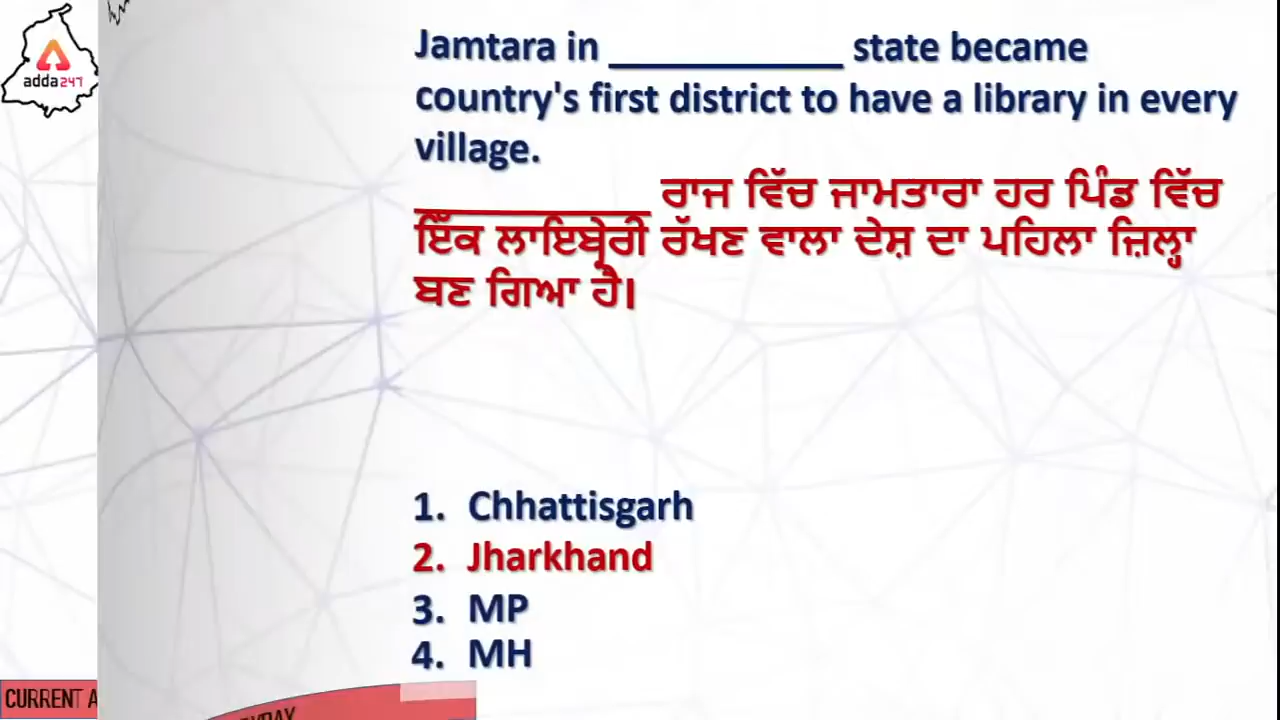 adda247
Jamtara in ____________ state became
country's first district to have a library in every
village.
____________ ਰਾਜ ਵਿੱਚ ਜਾਮਤਾਰਾ ਹਰ ਪਿੰਡ ਵਿੱਚ
ਇੱਕ ਲਾਇਬ੍ਰੇਰੀ ਰੱਖਣ ਵਾਲਾ ਦੇਸ਼ ਦਾ ਪਹਿਲਾ ਜ਼ਿਲ੍ਹਾ
ਬਣ ਗਿਆ ਹੈ।
1. Chhattisgarh
2. Jharkhand
3. MP
4. MH
CURRENT A